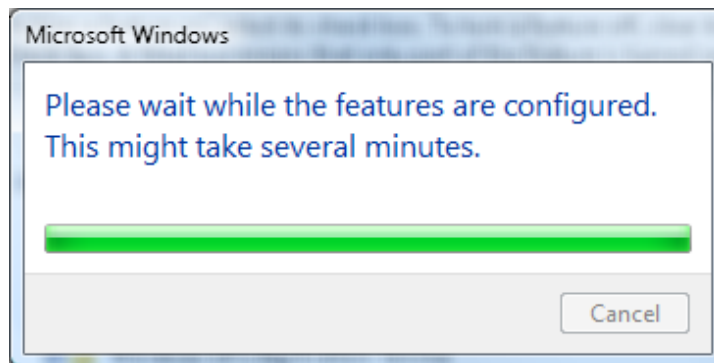 Microsoft Windows
Please wait while the features are configured.
This might take several minutes.
Cancel